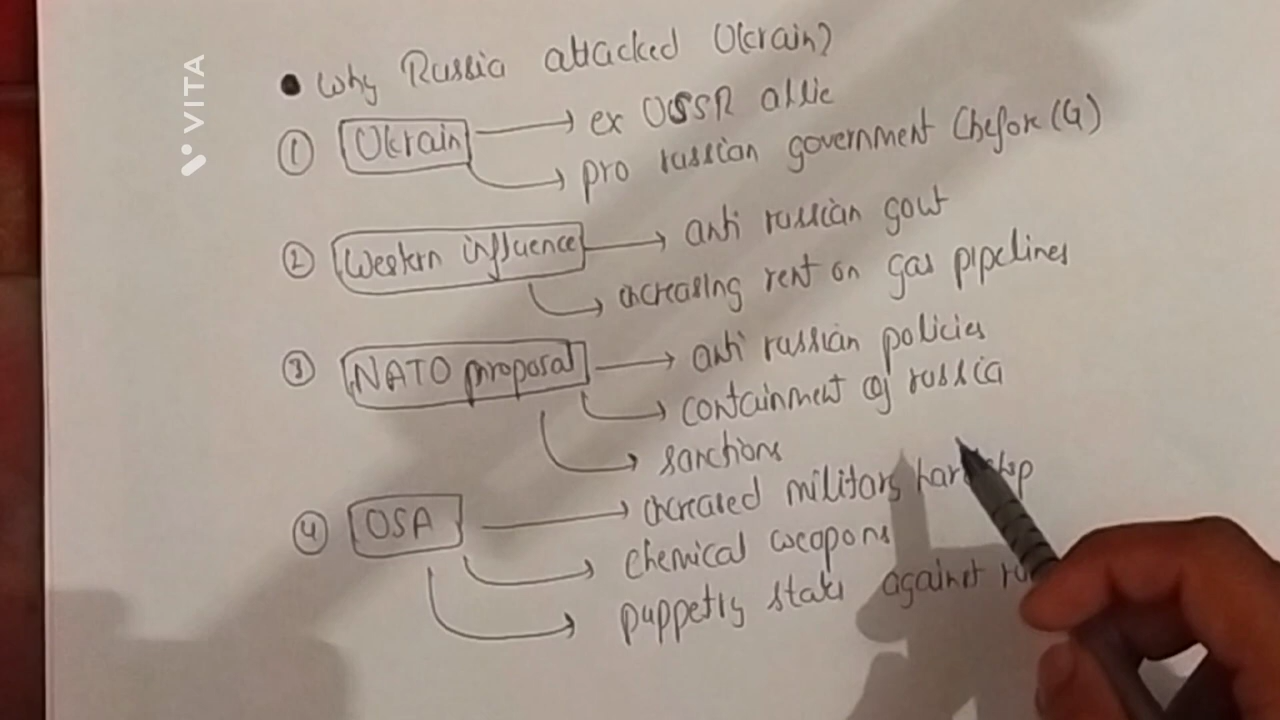 VITA
• Why Russia attacked Ukrain?
① Ukrain → ex USSR allie
→ pro russian government (before (G)
② Western influence → anti russian govt
→ increasing rent on gas pipelines
③ NATO proposal → anti russian policies
→ containment of russia
→ sanctions
④ USA → increased military
→ chemical weapons
→ puppetry state against